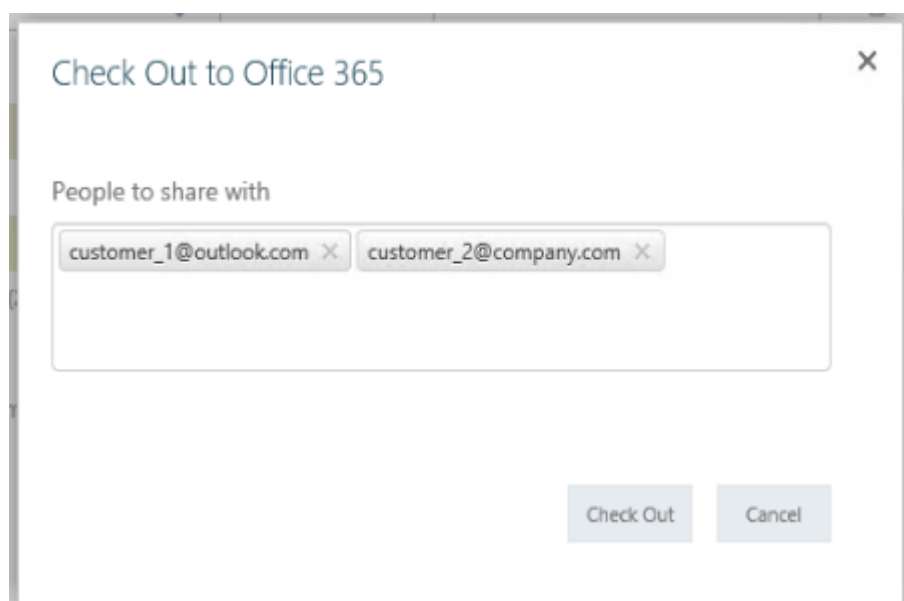 Check Out to Office 365
People to share with
customer_1@outlook.com customer_2@company.com
Check Out Cancel